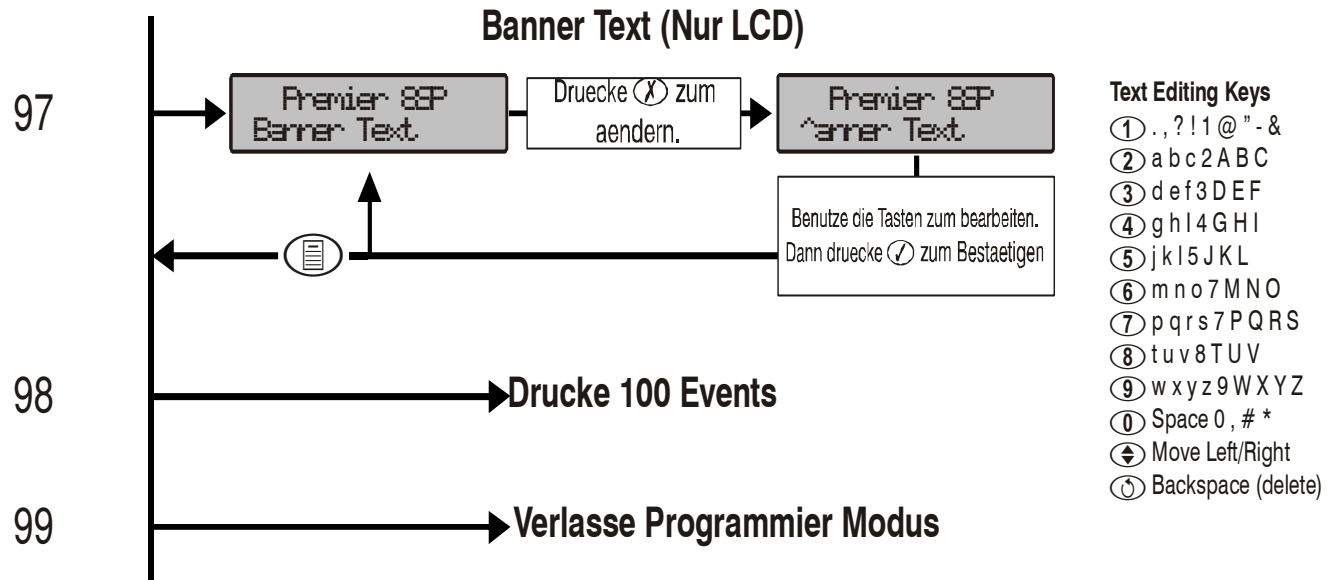 Banner Text (Nur LCD)
97
Premier 8SP
Banner Text
Druecke ✗ zum
aendern.
Premier 8SP
^anner Text
Benutze die Tasten zum bearbeiten.
Dann druecke ✓ zum Bestaetigen
98
Drucke 100 Events
99
Verlasse Programmier Modus
Text Editing Keys
1 . , ? ! 1 @ " - &
2 a b c 2 A B C
3 d e f 3 D E F
4 g h I 4 G H I
5 j k l 5 J K L
6 m n o 7 M N O
7 p q r s 7 P Q R S
8 t u v 8 T U V
9 w x y z 9 W X Y Z
0 Space 0 , # *
Move Left/Right
Backspace (delete)